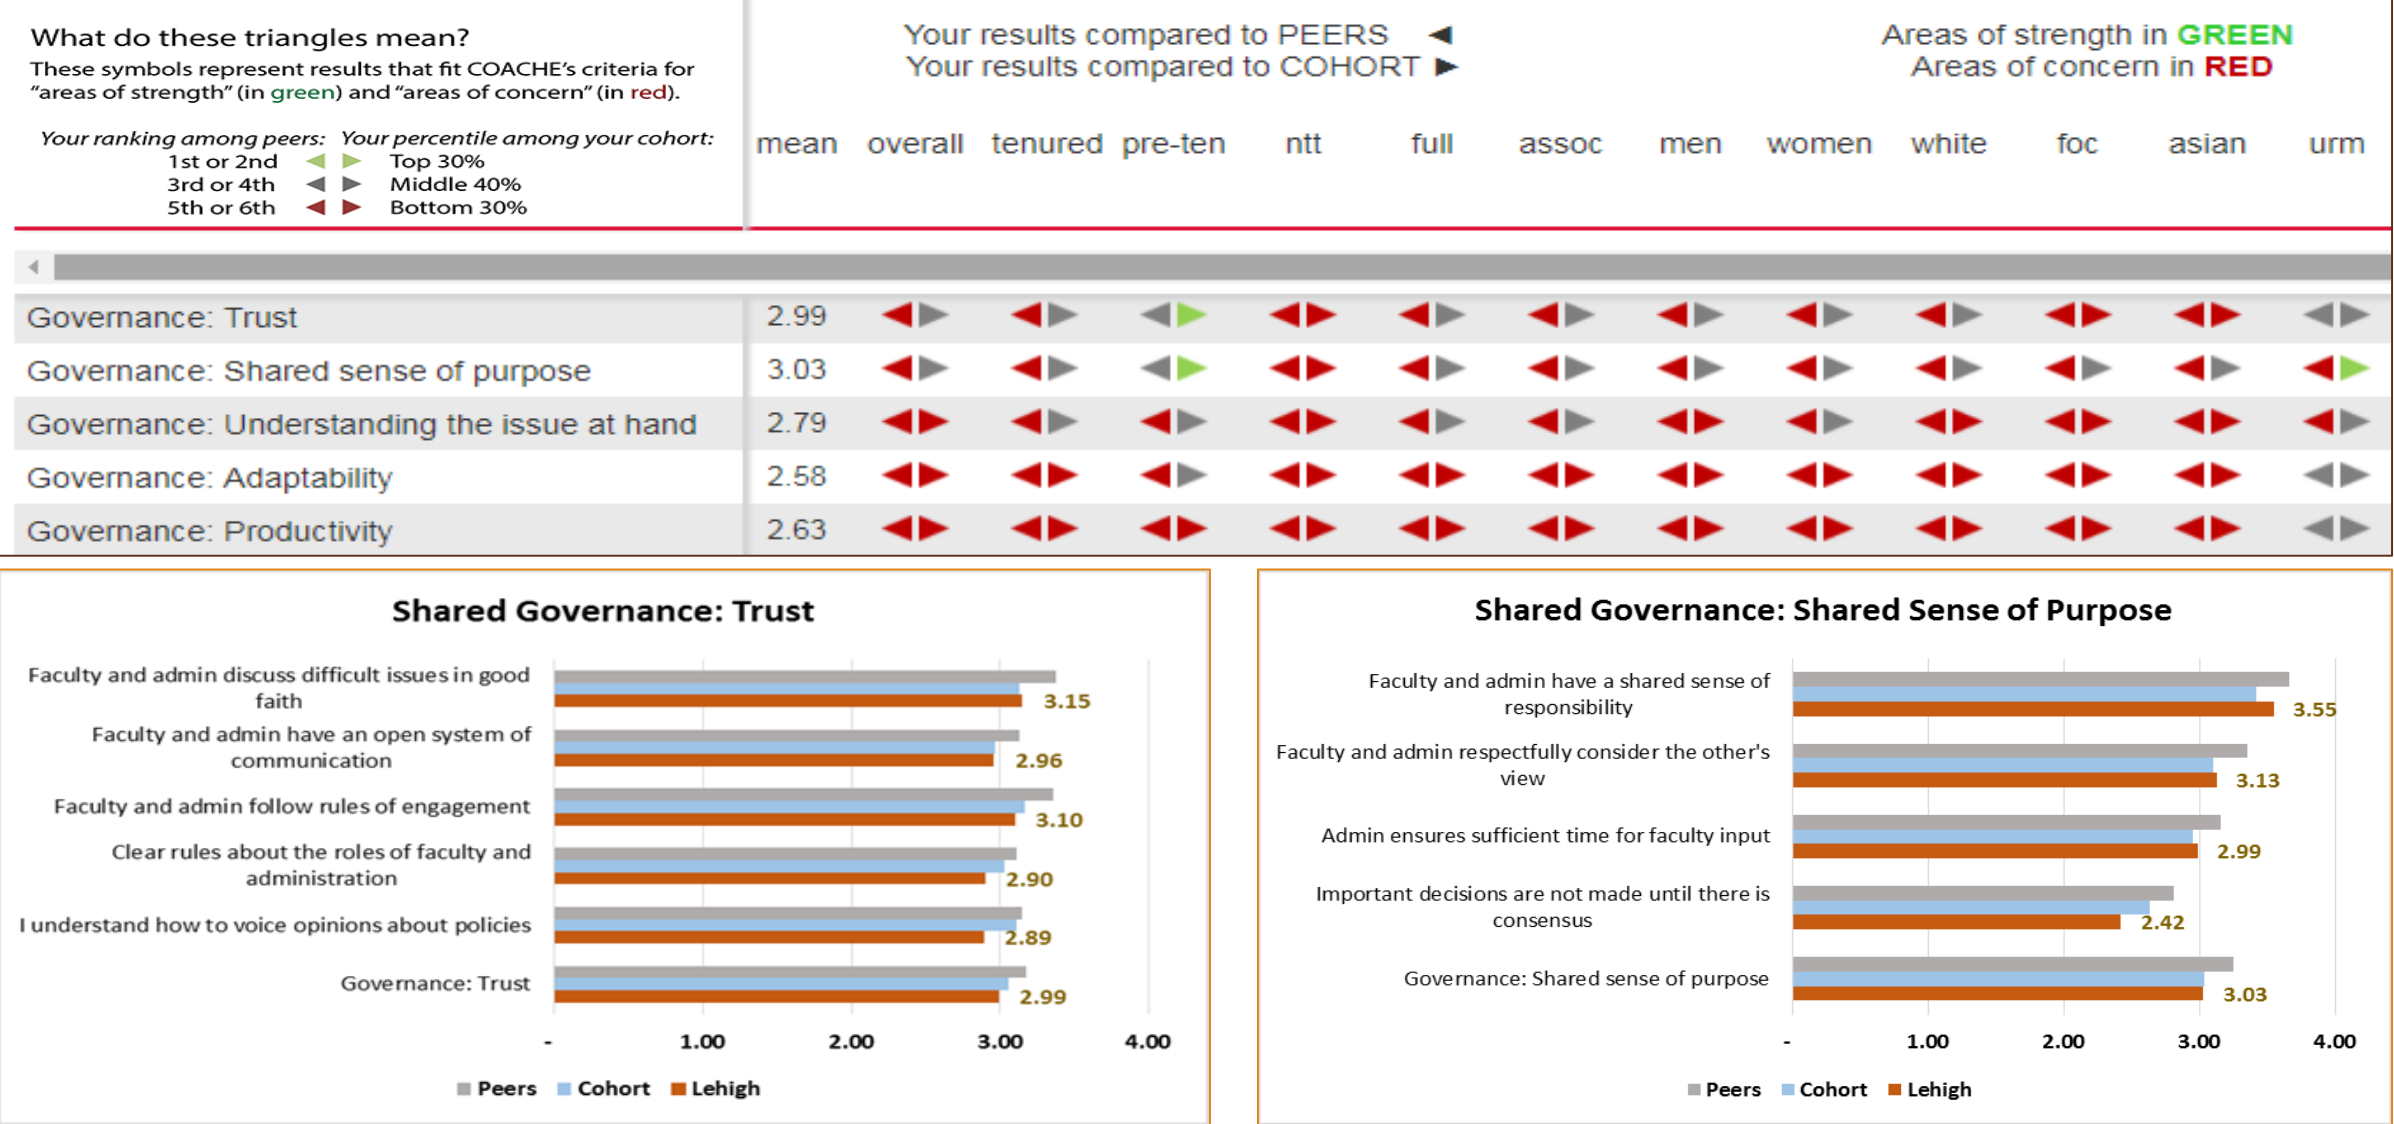 What do these triangles mean?
These symbols represent results that fit COACHE's criteria for
"areas of strength" (in green) and "areas of concern" (in red).
Your ranking among peers: Your percentile among your cohort:
1st or 2nd Top 30%
3rd or 4th Middle 40%
5th or 6th Bottom 30%
Your results compared to PEERS ◄
Your results compared to COHORT ►
Areas of strength in GREEN
Areas of concern in RED
mean overall tenured pre-ten ntt full assoc men women white foc asian urm
Governance: Trust 2.99
Governance: Shared sense of purpose 3.03
Governance: Understanding the issue at hand 2.79
Governance: Adaptability 2.58
Governance: Productivity 2.63
Shared Governance: Trust
Faculty and admin discuss difficult issues in good
faith
3.15
Faculty and admin have an open system of
communication
2.96
Faculty and admin follow rules of engagement
3.10
Clear rules about the roles of faculty and
administration
2.90
I understand how to voice opinions about policies
2.89
Governance: Trust
2.99
- 1.00 2.00 3.00 4.00
Peers Cohort Lehigh
Shared Governance: Shared Sense of Purpose
Faculty and admin have a shared sense of
responsibility
3.55
Faculty and admin respectfully consider the other's
view
3.13
Admin ensures sufficient time for faculty input
2.99
Important decisions are not made until there is
consensus
2.42
Governance: Shared sense of purpose
3.03
- 1.00 2.00 3.00 4.00
Peers Cohort Lehigh